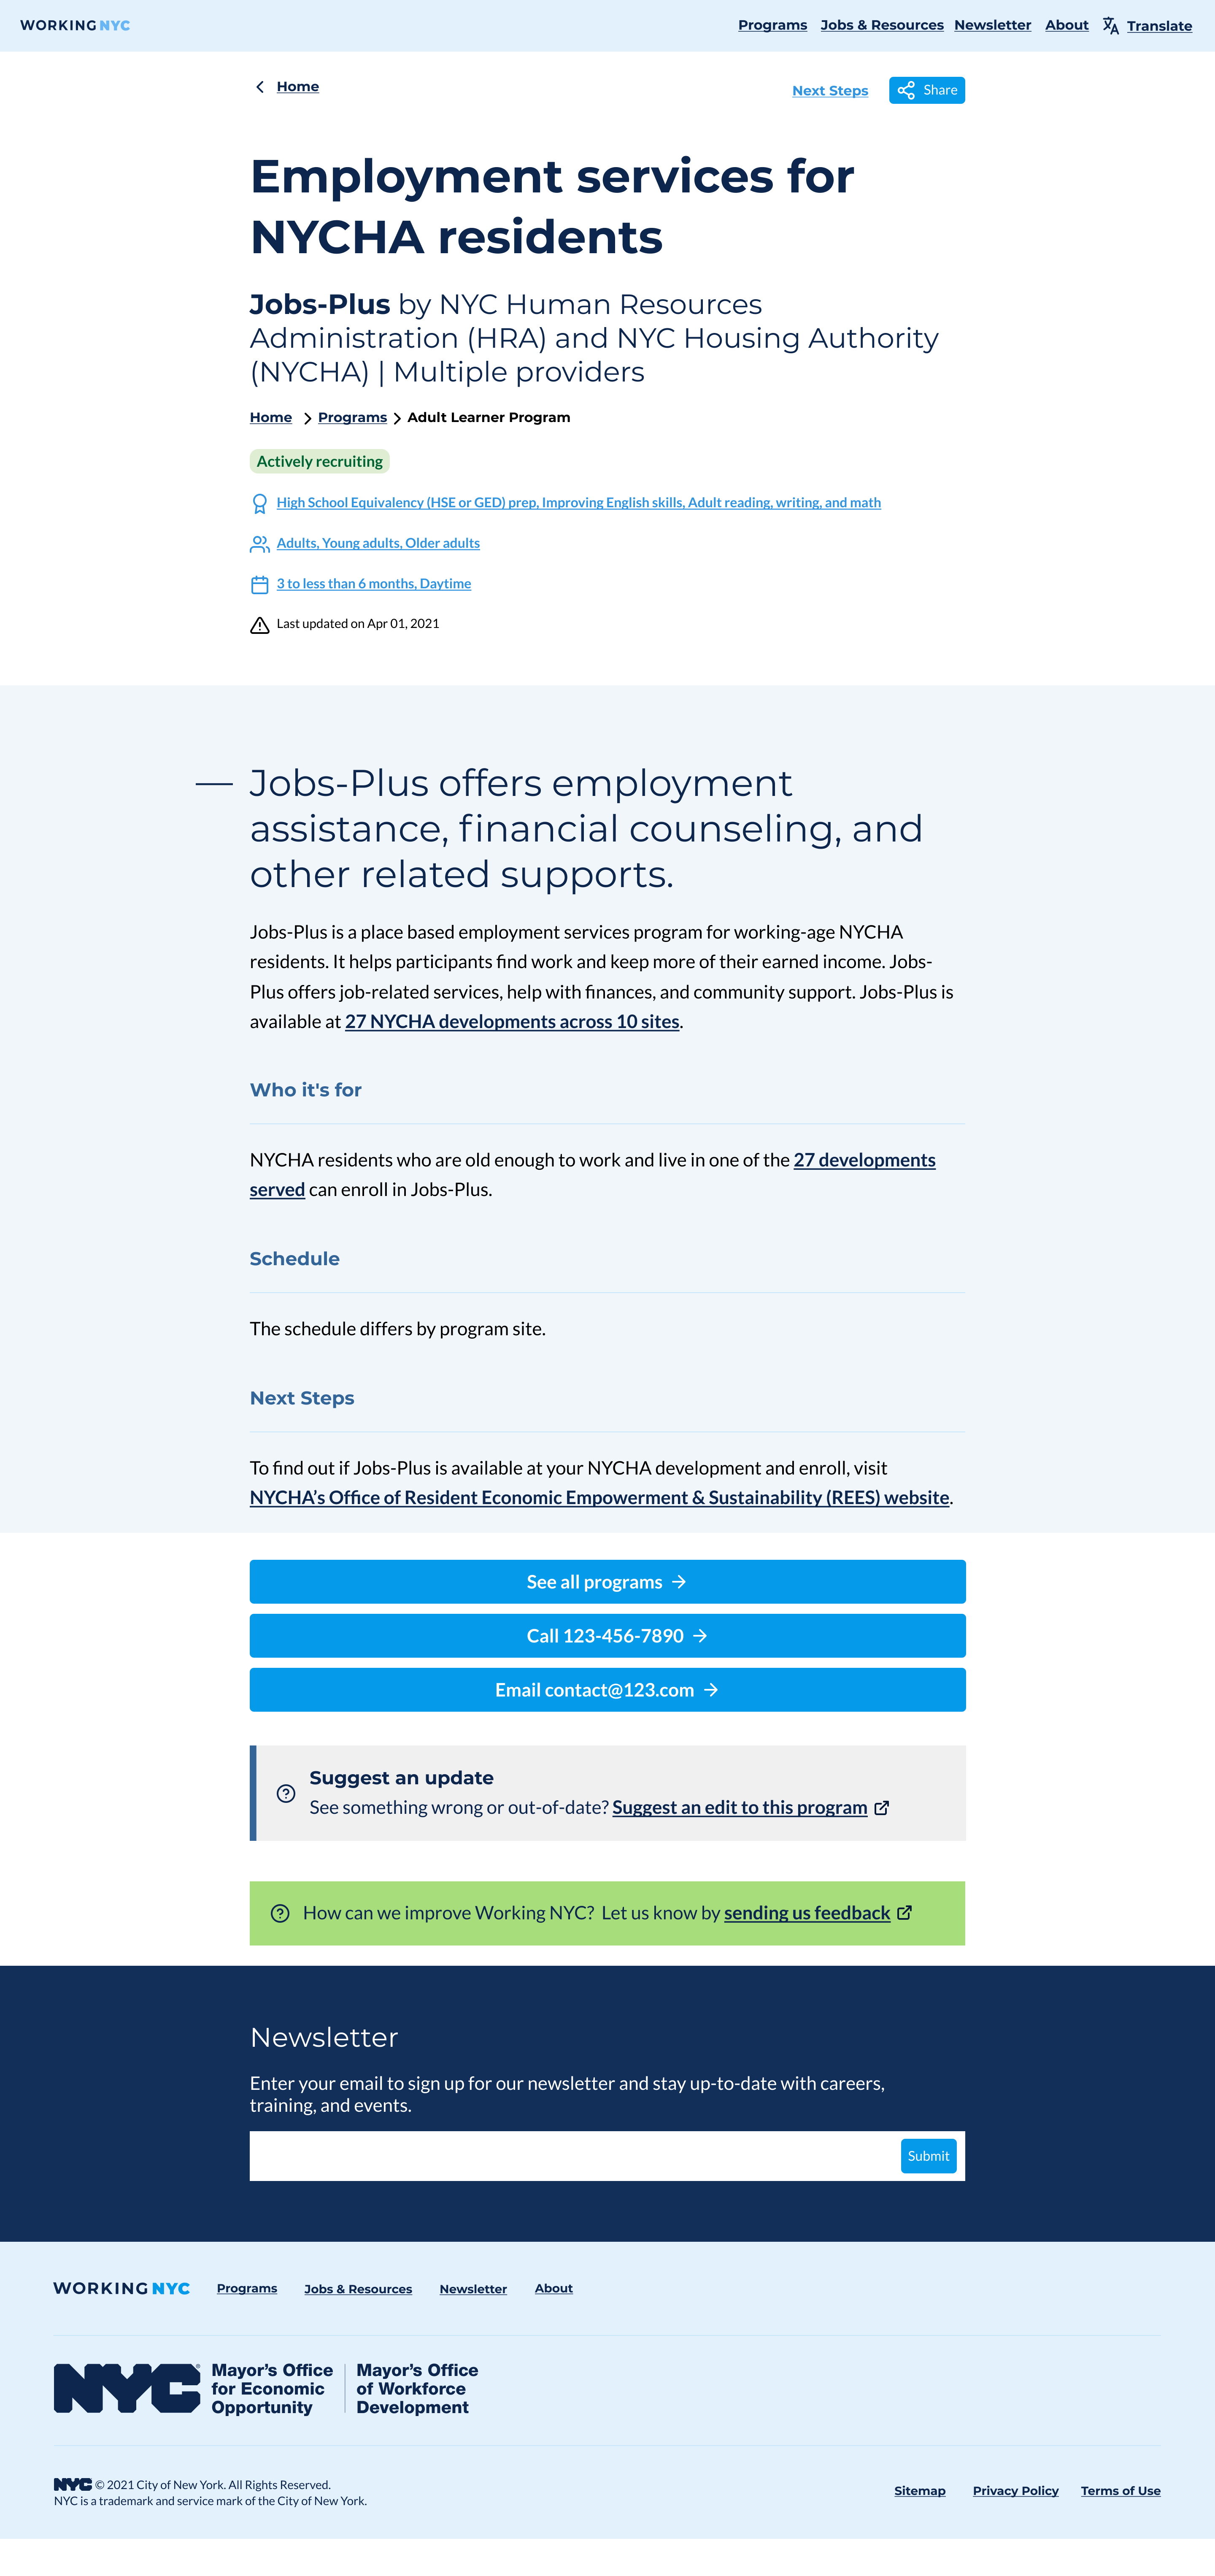 WORKING NYC
Programs Jobs & Resources Newsletter About Translate
Home
Next Steps Share
Employment services for
NYCHA residents
Jobs-Plus by NYC Human Resources
Administration (HRA) and NYC Housing Authority
(NYCHA) | Multiple providers
Home Programs Adult Learner Program
Actively recruiting
High School Equivalency (HSE or GED) prep, Improving English skills, Adult reading, writing, and math
Adults, Young adults, Older adults
3 to less than 6 months, Daytime
Last updated on Apr 01, 2021
Jobs-Plus offers employment
assistance, financial counseling, and
other related supports.
Jobs-Plus is a place based employment services program for working-age NYCHA
residents. It helps participants find work and keep more of their earned income. Jobs-
Plus offers job-related services, help with finances, and community support. Jobs-Plus is
available at 27 NYCHA developments across 10 sites.
Who it's for
NYCHA residents who are old enough to work and live in one of the 27 developments
served can enroll in Jobs-Plus.
Schedule
The schedule differs by program site.
Next Steps
To find out if Jobs-Plus is available at your NYCHA development and enroll, visit
NYCHA’s Office of Resident Economic Empowerment & Sustainability (REES) website.
See all programs
Call 123-456-7890
Email contact@123.com
Suggest an update
See something wrong or out-of-date? Suggest an edit to this program
How can we improve Working NYC? Let us know by sending us feedback
Newsletter
Enter your email to sign up for our newsletter and stay up-to-date with careers,
training, and events.
Submit
WORKING NYC Programs Jobs & Resources Newsletter About
NYC® Mayor’s Office Mayor’s Office
for Economic of Workforce
Opportunity Development
NYC © 2021 City of New York. All Rights Reserved.
NYC is a trademark and service mark of the City of New York.
Sitemap Privacy Policy Terms of Use